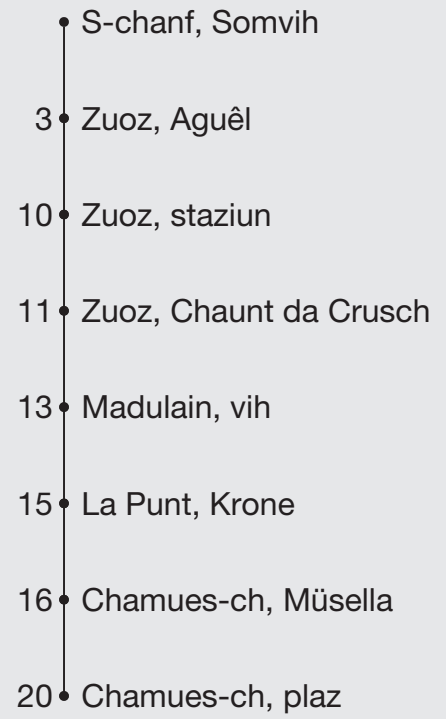 S-chanf, Somvih
3 Zuoz, Aguêl
10 Zuoz, staziun
11 Zuoz, Chaunt da Crusch
13 Madulain, vih
15 La Punt, Krone
16 Chamues-ch, Müsella
20 Chamues-ch, plaz